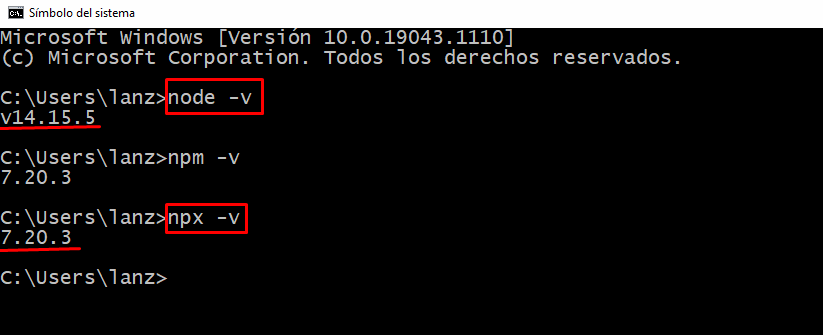 Símbolo del sistema
Microsoft Windows [Versión 10.0.19043.1110]
(c) Microsoft Corporation. Todos los derechos reservados.
C:\Users\lanz>node -v
v14.15.5
C:\Users\lanz>npm -v
7.20.3
C:\Users\lanz>npx -v
7.20.3
C:\Users\lanz>